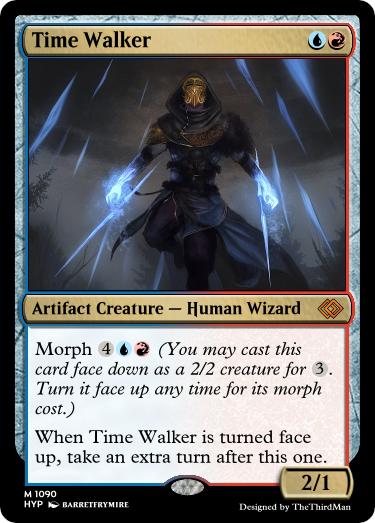 Time Walker
Artifact Creature — Human Wizard
Morph 4 (You may cast this
card face down as a 2/2 creature for 3.
Turn it face up any time for its morph
cost.)
When Time Walker is turned face
up, take an extra turn after this one.
2/1
M 1090
HYP BARRETFRYMIRE
Designed by TheThirdMan